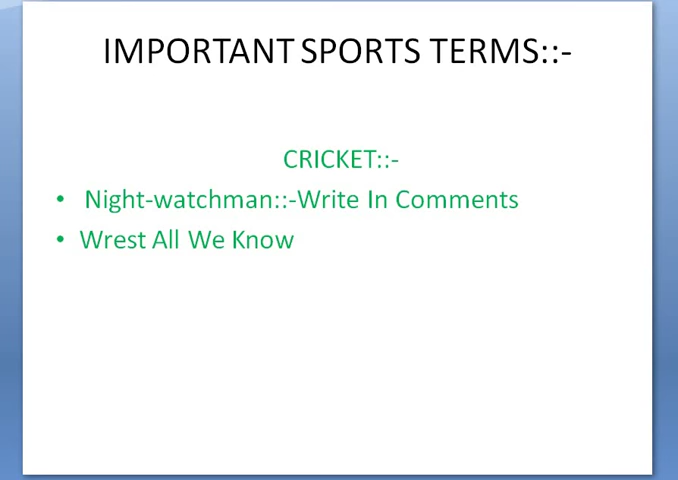 IMPORTANT SPORTS TERMS::-
CRICKET::-
• Night-watchman::-Write In Comments
• Wrest All We Know